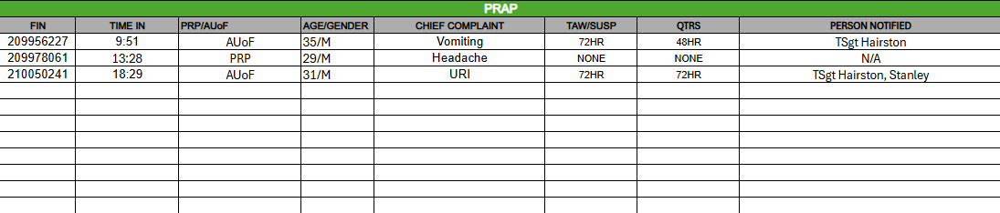 PRAP
FIN TIME IN PRP/AUoF AGE/GENDER CHIEF COMPLAINT TAW/SUSP QTRS PERSON NOTIFIED
209956227 9:51 AUoF 35/M Vomiting 72HR 48HR TSgt Hairston
209978061 13:28 PRP 29/M Headache NONE NONE N/A
210050241 18:29 AUoF 31/M URI 72HR 72HR TSgt Hairston, Stanley